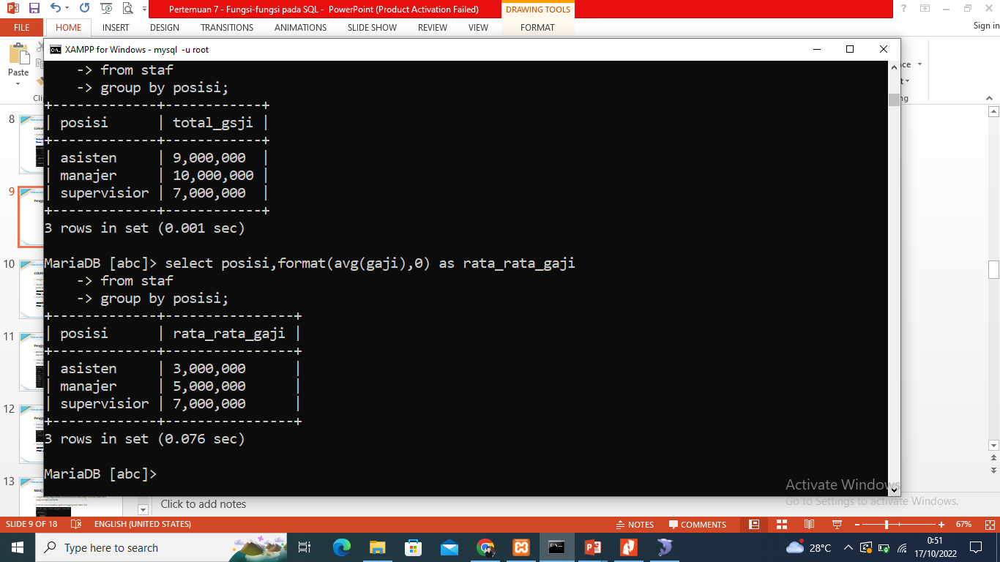 Pertemuan 7 - Fungsi-fungsi pada SQL - PowerPoint (Product Activation Failed)
DRAWING TOOLS
FILE
HOME
INSERT
DESIGN
TRANSITIONS
ANIMATIONS
SLIDE SHOW
REVIEW
VIEW
FORMAT
Sign in
XAMPP for Windows - mysql -u root
Paste
-> from staf
-> group by posisi;
+-------------+------------+
| posisi | total_gsji |
+-------------+------------+
| asisten | 9,000,000 |
| manajer | 10,000,000 |
| supervisior | 7,000,000 |
+-------------+------------+
3 rows in set (0.001 sec)
MariaDB [abc]> select posisi,format(avg(gaji),0) as rata_rata_gaji
-> from staf
-> group by posisi;
+-------------+----------------+
| posisi | rata_rata_gaji |
+-------------+----------------+
| asisten | 3,000,000 |
| manajer | 5,000,000 |
| supervisior | 7,000,000 |
+-------------+----------------+
3 rows in set (0.076 sec)
MariaDB [abc]>
8
9
10
11
12
13
Activate Windows
Go to Settings to activate Windows.
Click to add notes
SLIDE 9 OF 18
ENGLISH (UNITED STATES)
NOTES
COMMENTS
67%
Type here to search
28°C
0:51
17/10/2022